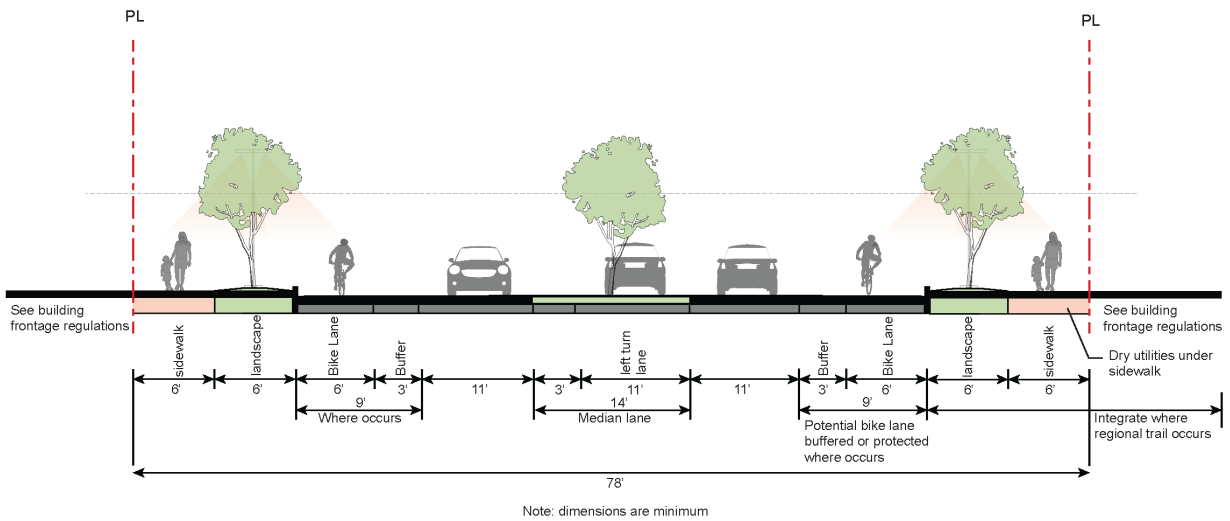 PL
PL
See building
frontage regulations
See building
frontage regulations
sidewalk
landscape
Bike Lane
Buffer
left turn
lane
Buffer
Bike Lane
landscape
sidewalk
Dry utilities under
sidewalk
6'
6'
6'
3'
11'
3'
11'
11'
3'
6'
6'
6'
9'
Where occurs
14'
Median lane
9'
Potential bike lane
buffered or protected
where occurs
Integrate where
regional trail occurs
78'
Note: dimensions are minimum